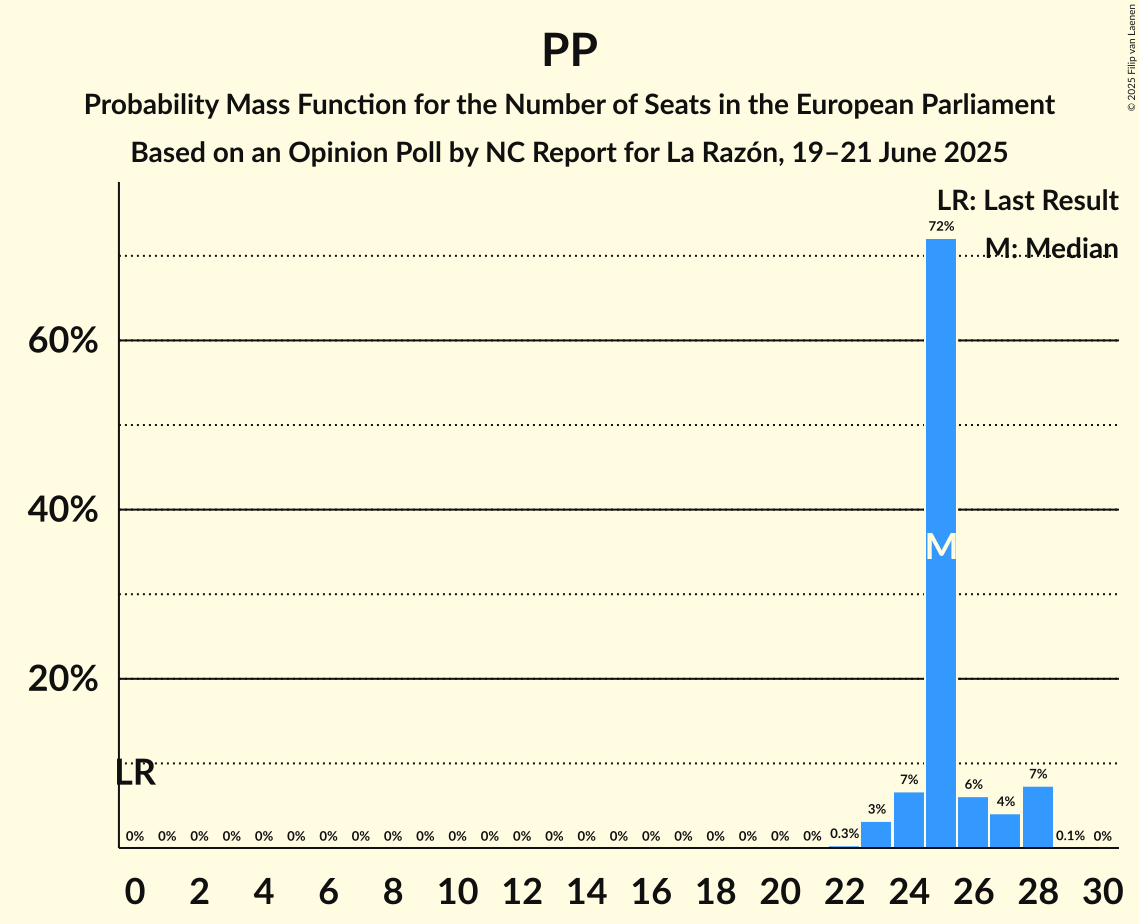 PP
Probability Mass Function for the Number of Seats in the European Parliament
Based on an Opinion Poll by NC Report for La Razón, 19–21 June 2025
© 2025 Filip van Laenen
LR: Last Result
M: Median
72%
60%
40%
M
20%
LR
0% 0% 0% 0% 0% 0% 0% 0% 0% 0% 0% 0% 0% 0% 0% 0% 0% 0% 0% 0% 0% 0% 0.3% 3% 7% 6% 4% 7% 0.1% 0%
0 2 4 6 8 10 12 14 16 18 20 22 24 26 28 30